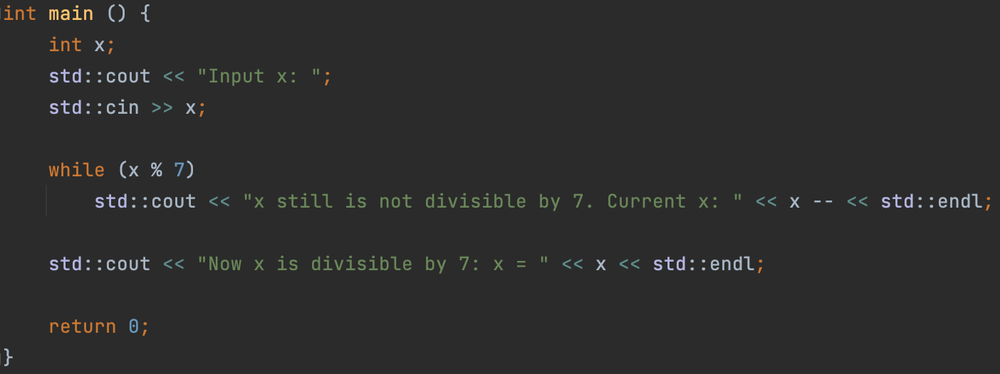 int main () {
    int x;
    std::cout << "Input x: ";
    std::cin >> x;

    while (x % 7)
        std::cout << "x still is not divisible by 7. Current x: " << x -- << std::endl;

    std::cout << "Now x is divisible by 7: x = " << x << std::endl;

    return 0;
}